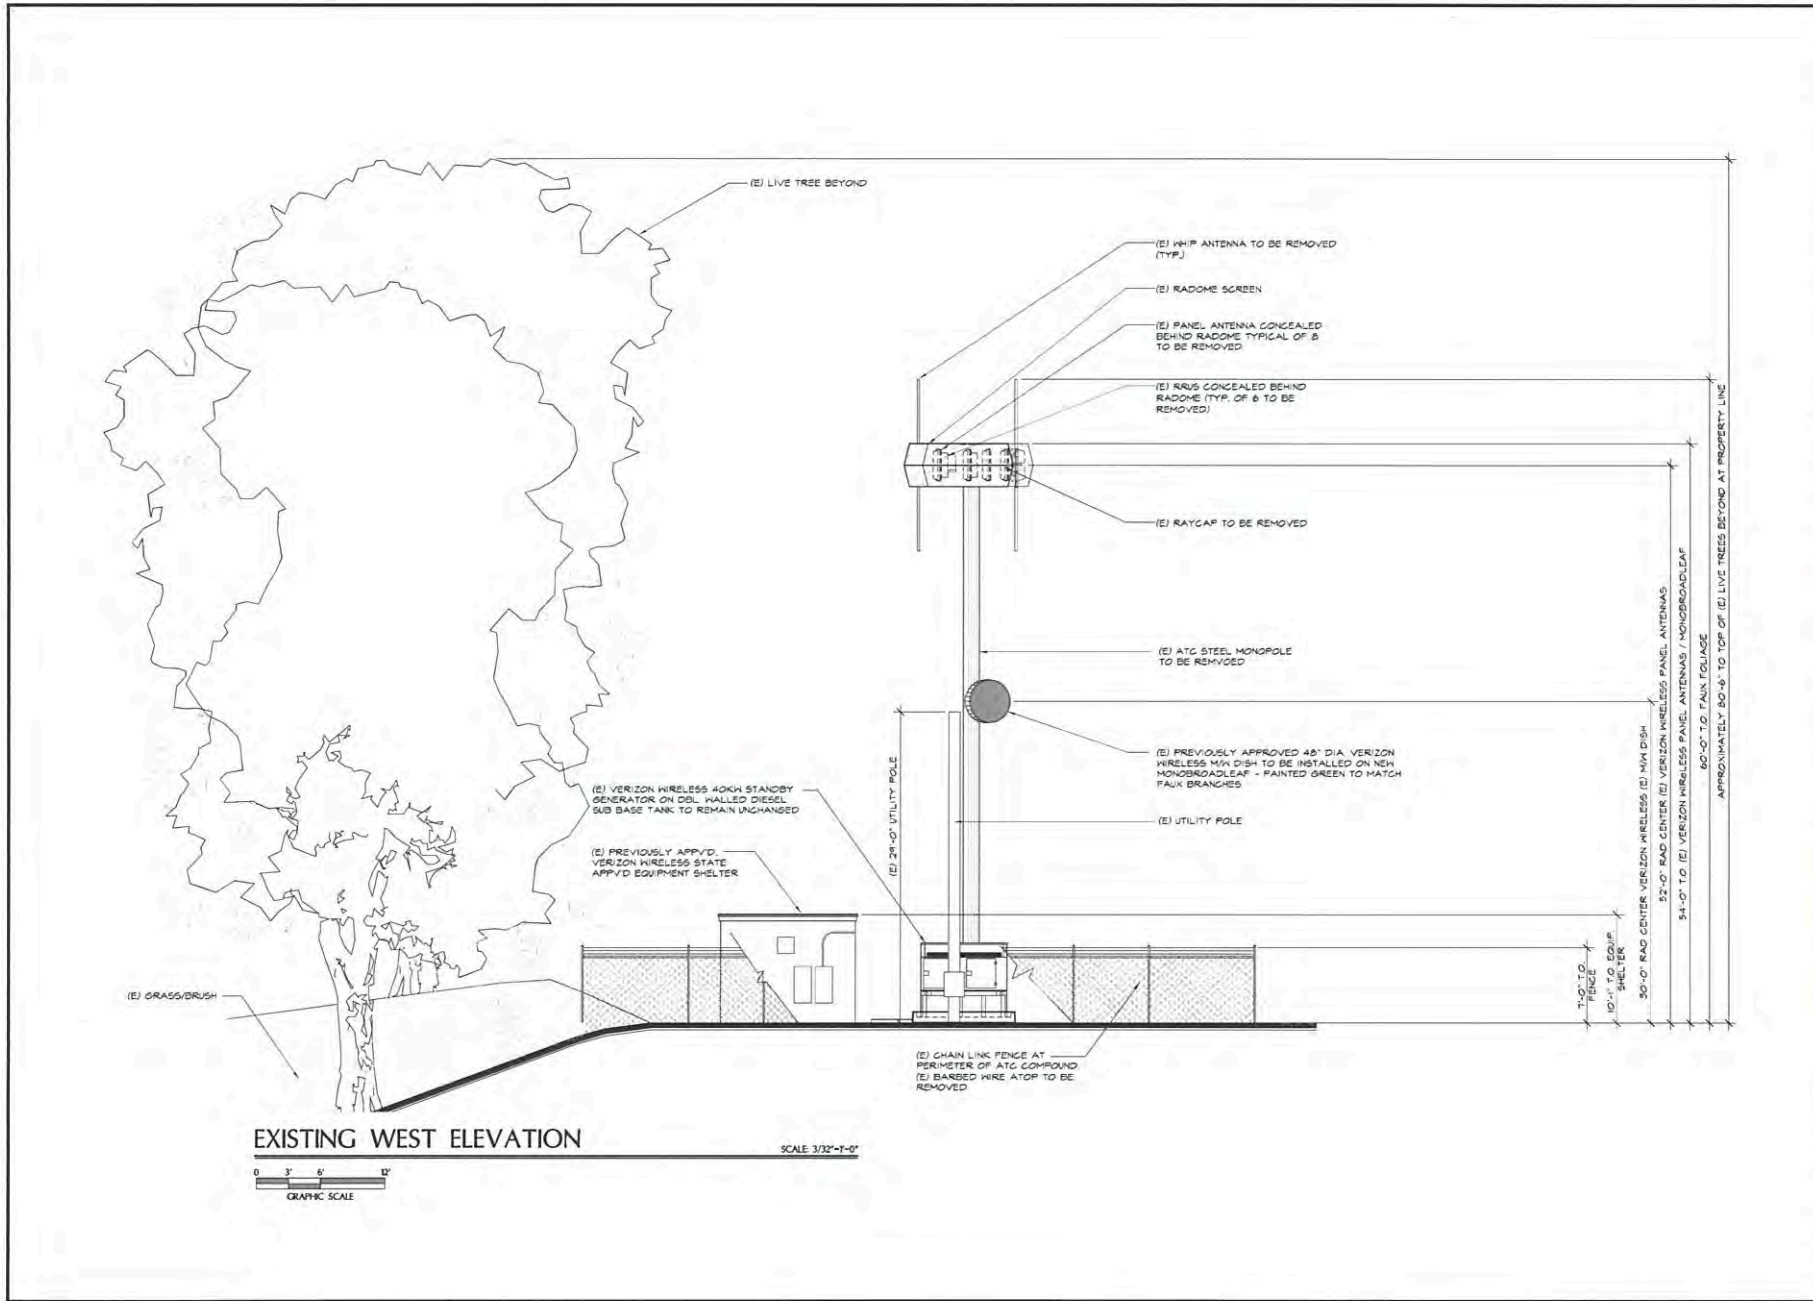 (E) LIVE TREE BEYOND
(E) WHIP ANTENNA TO BE REMOVED
(TYP.)
(E) RADOME SCREEN
(E) PANEL ANTENNA CONCEALED
BEHIND RADOME TYPICAL OF 8
TO BE REMOVED
(E) RRUS CONCEALED BEHIND
RADOME (TYP. OF 6 TO BE
REMOVED)
(E) RAYCAP TO BE REMOVED
(E) ATC STEEL MONOPOLE
TO BE REMVOED
(E) PREVIOUSLY APPROVED 48" DIA. VERIZON
WIRELESS M/W DISH TO BE INSTALLED ON NEW
MONOBROADLEAF - PAINTED GREEN TO MATCH
FAUX BRANCHES
(E) UTILITY POLE
(E) 29'-0" UTILITY POLE
(E) VERIZON WIRELESS 40KW STANDBY
GENERATOR ON DBL. WALLED DIESEL
SUB BASE TANK TO REMAIN UNCHANGED
(E) PREVIOUSLY APPV'D.
VERIZON WIRELESS STATE
APPV'D EQUIPMENT SHELTER
(E) GRASS/BRUSH
(E) CHAIN LINK FENCE AT
PERIMETER OF ATC COMPOUND
(E) BARBED WIRE ATOP TO BE
REMOVED
7'-0" T.O.
FENCE
10'-1" T.O EQUIP.
SHELTER
30'-0" RAD CENTER VERIZON WIRELESS (E) M/W DISH
52'-0" RAD CENTER (E) VERIZON WIRELESS PANEL ANTENNAS
54'-0" T.O. (E) VERIZON WIRELESS PANEL ANTENNAS / MONOBROADLEAF
60'-0" T.O. FAUX FOLIAGE
APPROXIMATELY 80'-6" TO TOP OF (E) LIVE TREES BEYOND AT PROPERTY LINE
EXISTING WEST ELEVATION
SCALE: 3/32"=1'-0"
0 3' 6' 12'
GRAPHIC SCALE